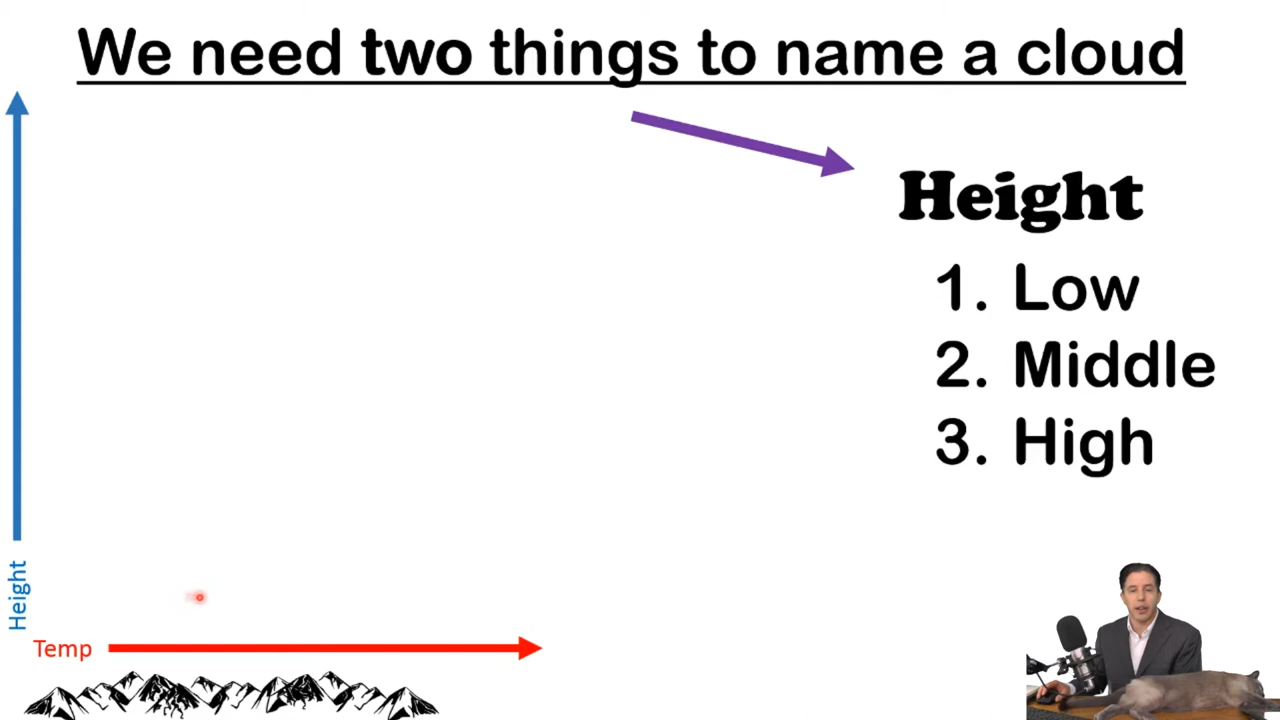 We need two things to name a cloud
Height
1. Low
2. Middle
3. High
Height
Temp